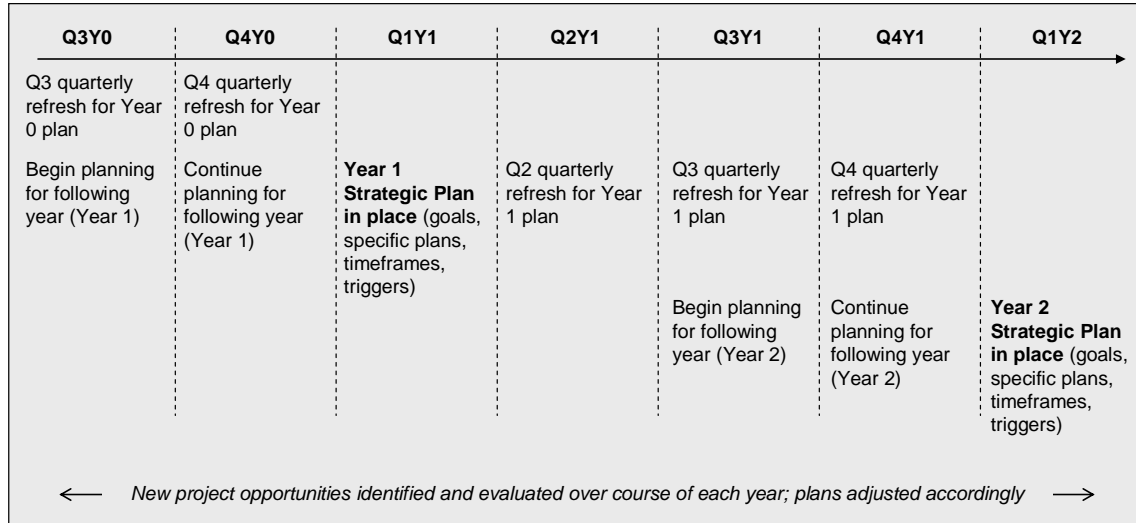 Q3Y0
Q4Y0
Q1Y1
Q2Y1
Q3Y1
Q4Y1
Q1Y2
Q3 quarterly
refresh for Year
0 plan
Q4 quarterly
refresh for Year
0 plan
Begin planning
for following
year (Year 1)
Continue
planning for
following year
(Year 1)
Year 1
Strategic Plan
in place (goals,
specific plans,
timeframes,
triggers)
Q2 quarterly
refresh for Year
1 plan
Q3 quarterly
refresh for Year
1 plan
Q4 quarterly
refresh for Year
1 plan
Begin planning
for following
year (Year 2)
Continue
planning for
following year
(Year 2)
Year 2
Strategic Plan
in place (goals,
specific plans,
timeframes,
triggers)
New project opportunities identified and evaluated over course of each year; plans adjusted accordingly